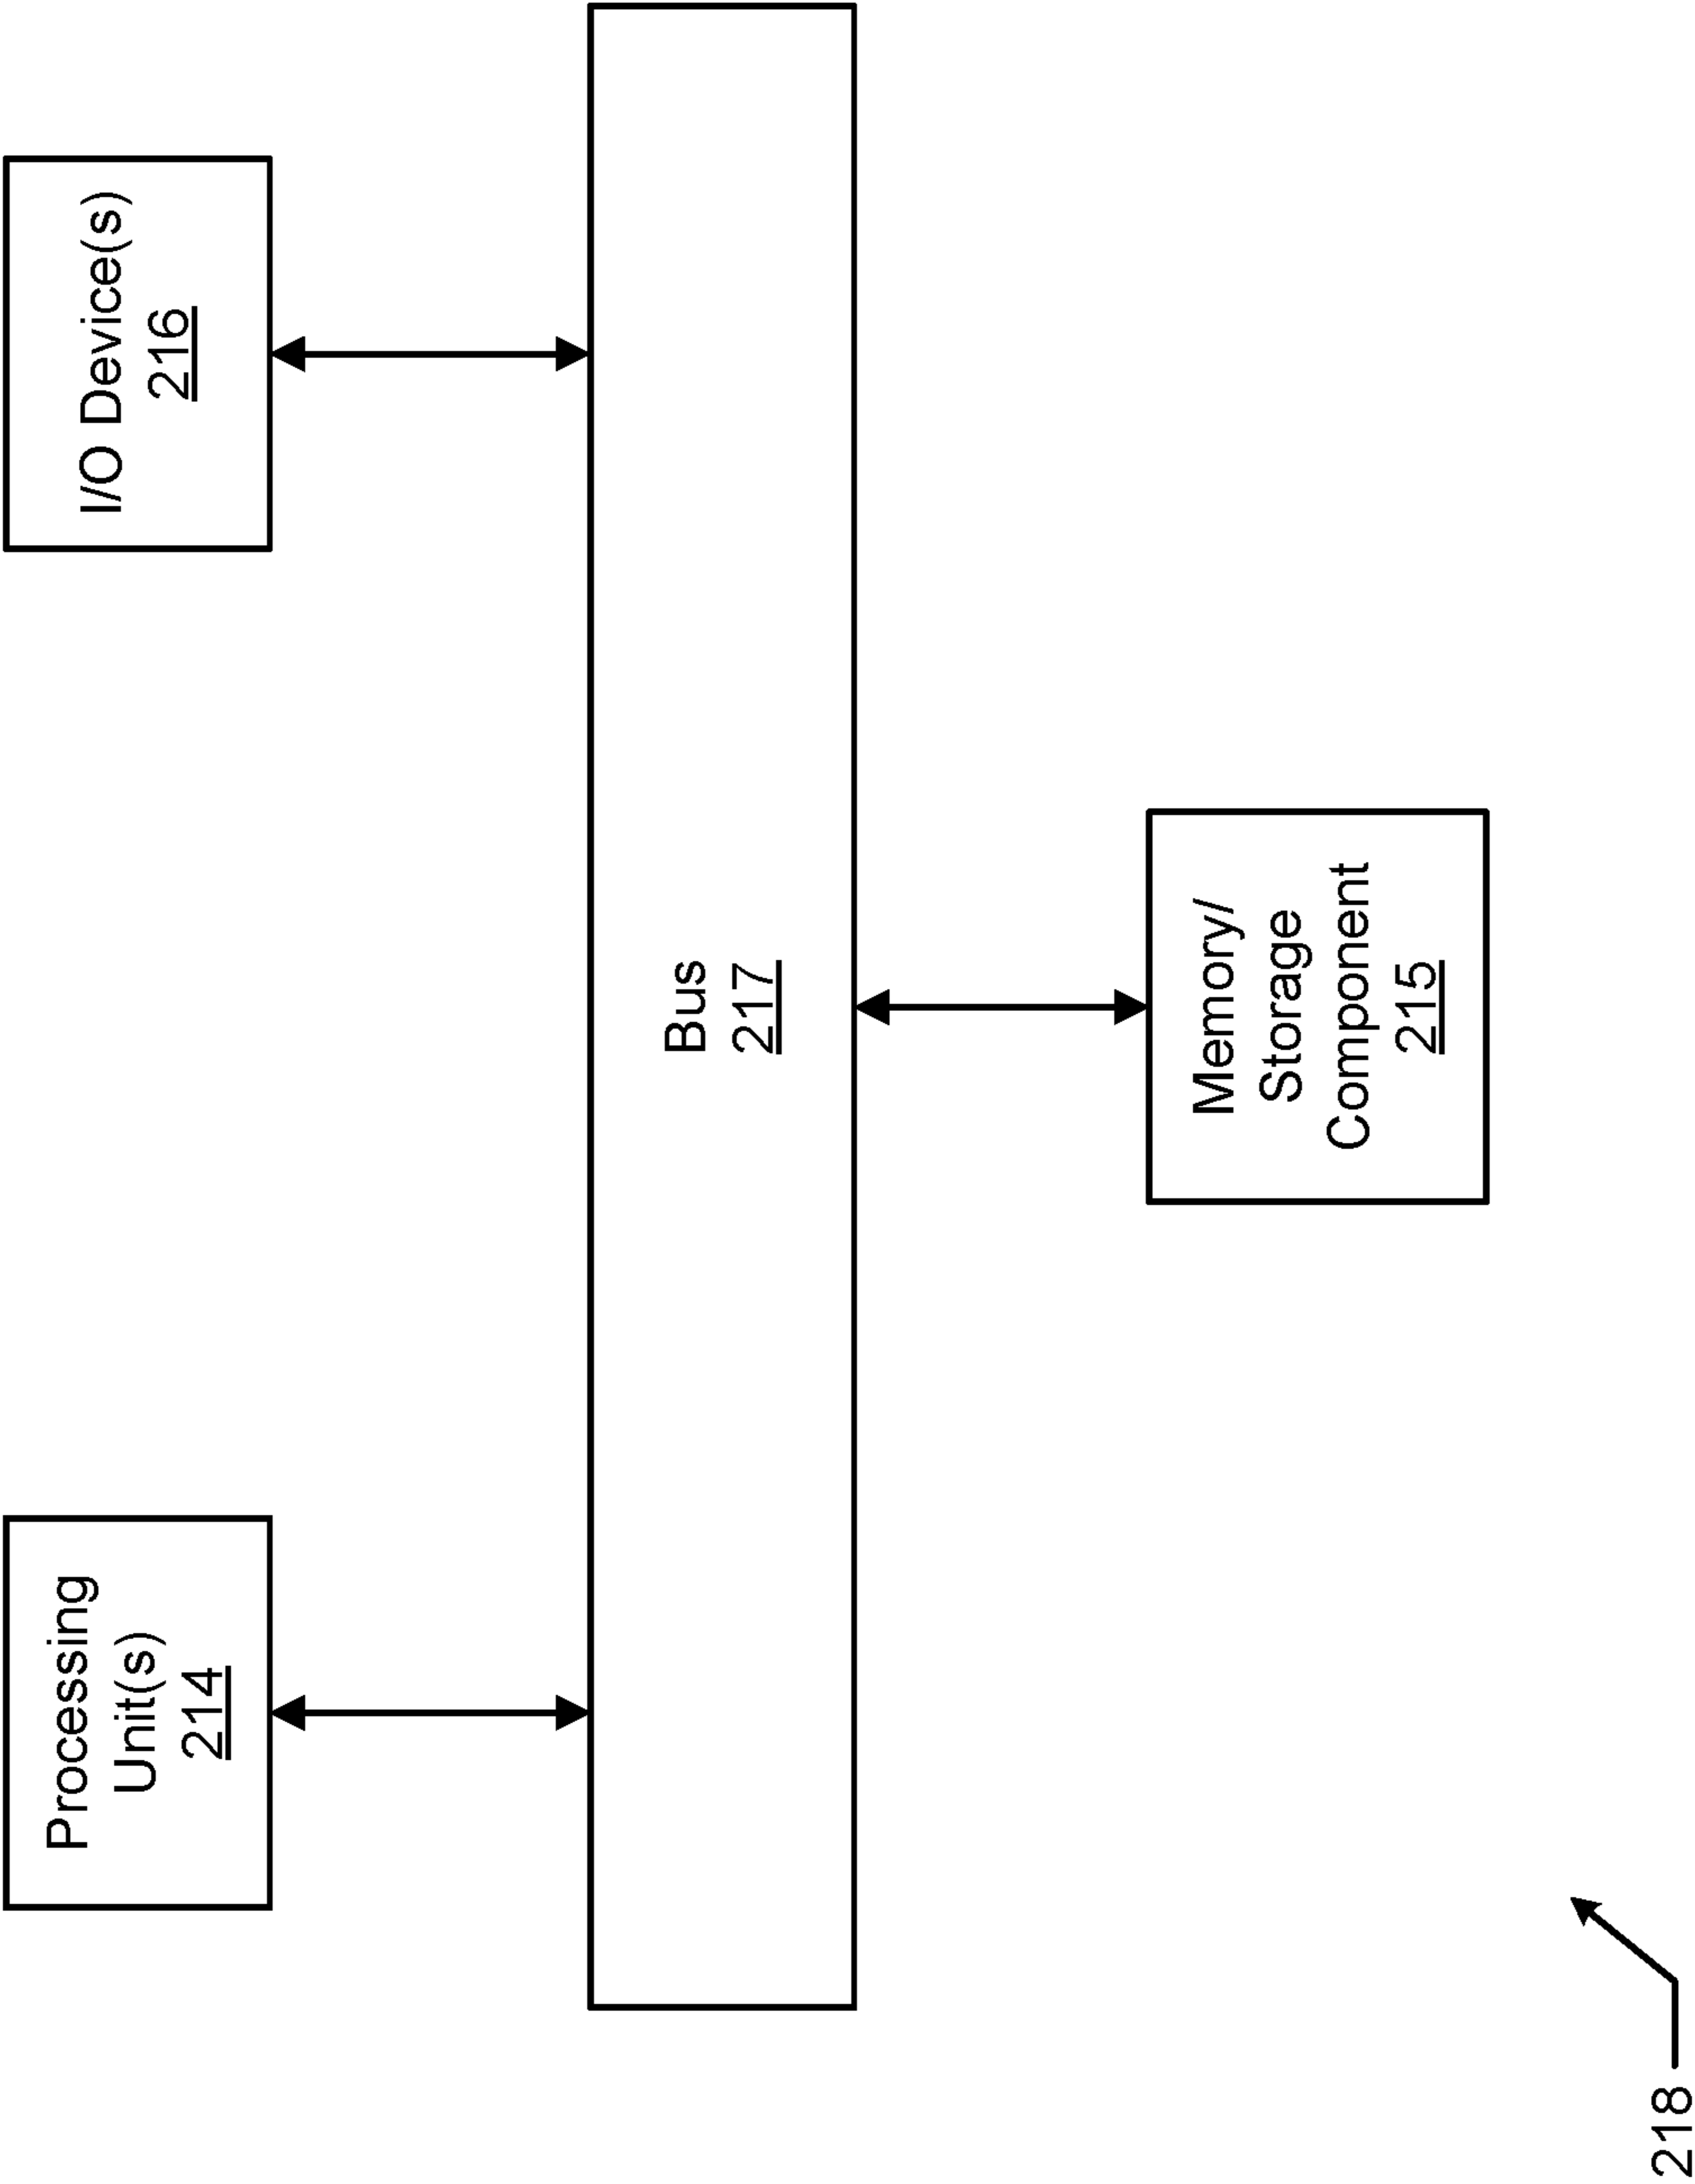 Processing
Unit(s)
214
I/O Device(s)
216
Bus
217
Memory/
Storage
Component
215
218